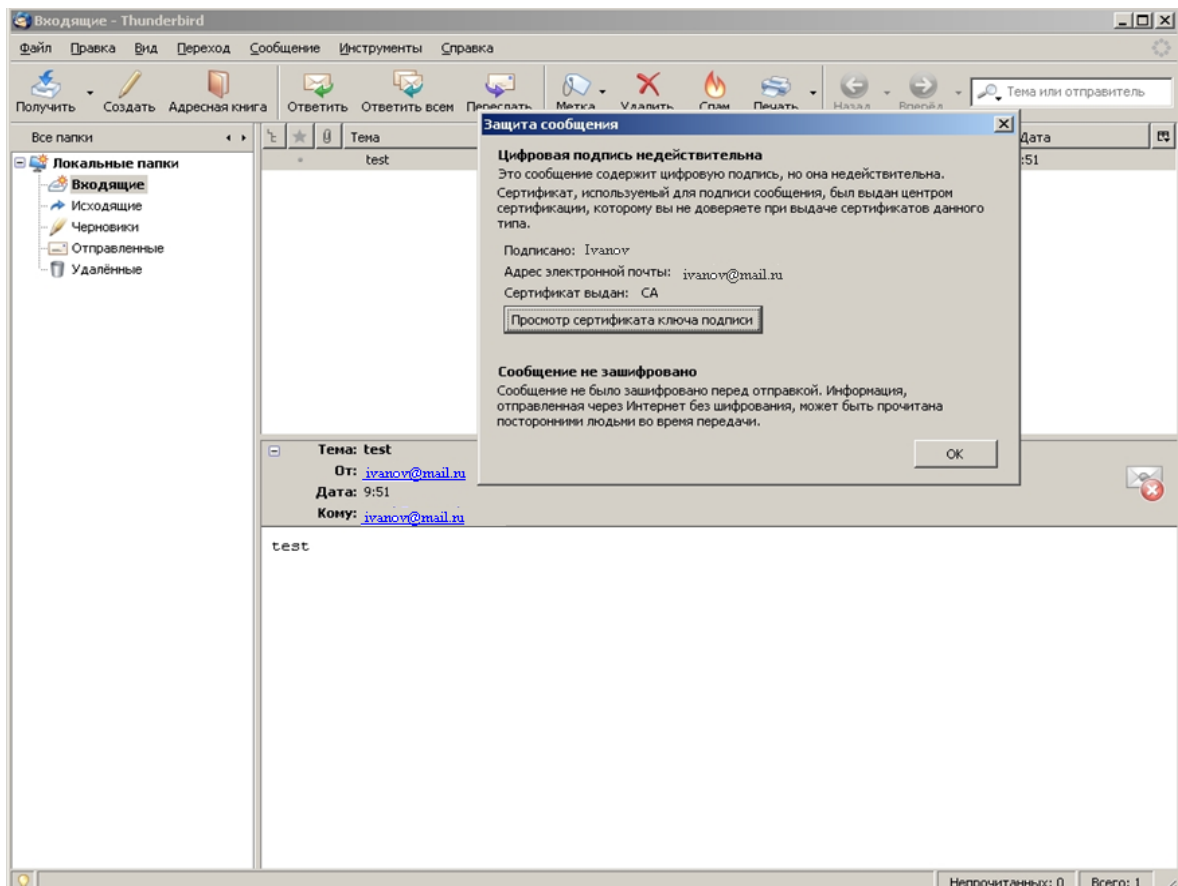 Входящие - Thunderbird
Файл Правка Вид Переход Сообщение Инструменты Справка
Получить Создать Адресная книга Ответить Ответить всем Переслать Метка Удалить Спам Печать Назад Вперёд Тема или отправитель
Все папки
Тема
Дата
Локальные папки
test
:51
Входящие
Исходящие
Черновики
Отправленные
Удалённые
Защита сообщения
Цифровая подпись недействительна
Это сообщение содержит цифровую подпись, но она недействительна.
Сертификат, используемый для подписи сообщения, был выдан центром
сертификации, которому вы не доверяете при выдаче сертификатов данного
типа.
Подписано: Ivanov
Адрес электронной почты: ivanov@mail.ru
Сертификат выдан: CA
Просмотр сертификата ключа подписи
Сообщение не зашифровано
Сообщение не было зашифровано перед отправкой. Информация,
отправленная через Интернет без шифрования, может быть прочитана
посторонними людьми во время передачи.
OK
Тема: test
От: ivanov@mail.ru
Дата: 9:51
Кому: ivanov@mail.ru
test
Непрочитанных: 0 Всего: 1